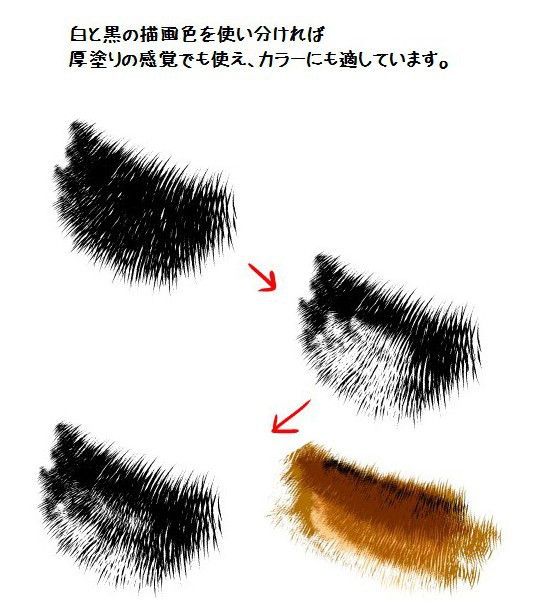 白と黒の描画色を使い分ければ
厚塗りの感覚でも使え、カラーにも適しています。